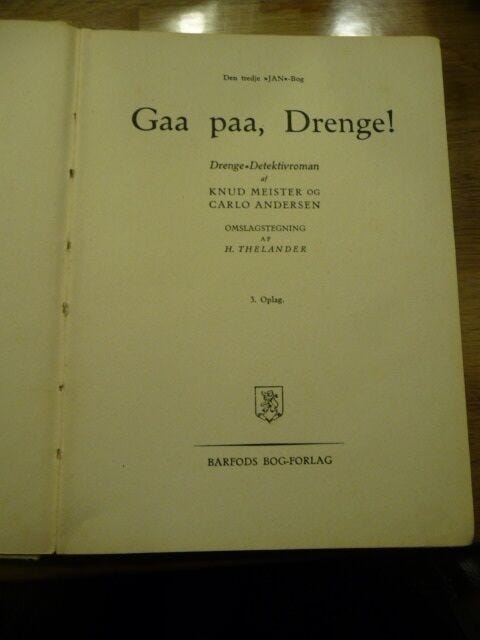 Den tredje »JAN«-Bog
Gaa paa, Drenge!
Drenge-Detektivroman
af
KNUD MEISTER OG
CARLO ANDERSEN
OMSLAGSTEGNING
AF
H. THELANDER
3. Oplag.
BARFODS BOG-FORLAG